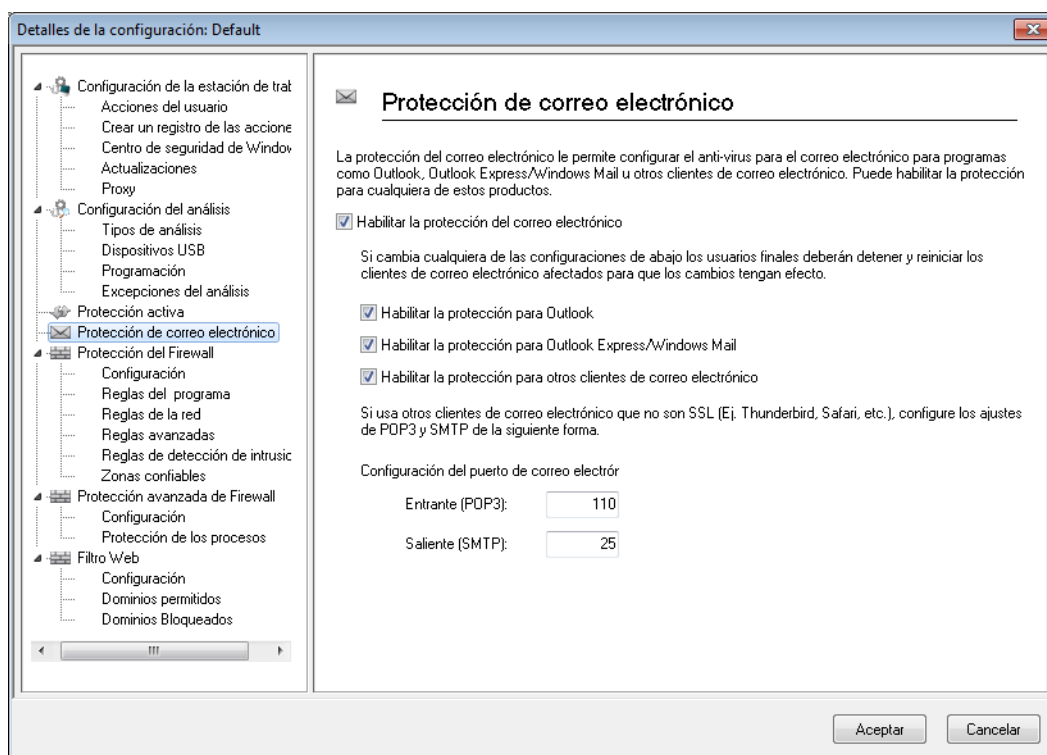 Detalles de la configuración: Default
Configuración de la estación de trat
Acciones del usuario
Crear un registro de las accione
Centro de seguridad de Window
Actualizaciones
Proxy
Configuración del análisis
Tipos de análisis
Dispositivos USB
Programación
Excepciones del análisis
Protección activa
Protección de correo electrónico
Protección del Firewall
Configuración
Reglas del programa
Reglas de la red
Reglas avanzadas
Reglas de detección de intrusic
Zonas confiables
Protección avanzada de Firewall
Configuración
Protección de los procesos
Filtro Web
Configuración
Dominios permitidos
Dominios Bloqueados
Protección de correo electrónico
La protección del correo electrónico le permite configurar el anti-virus para el correo electrónico para programas
como Outlook, Outlook Express/Windows Mail u otros clientes de correo electrónico. Puede habilitar la protección
para cualquiera de estos productos.
Habilitar la protección del correo electrónico
Si cambia cualquiera de las configuraciones de abajo los usuarios finales deberán detener y reiniciar los
clientes de correo electrónico afectados para que los cambios tengan efecto.
Habilitar la protección para Outlook
Habilitar la protección para Outlook Express/Windows Mail
Habilitar la protección para otros clientes de correo electrónico
Si usa otros clientes de correo electrónico que no son SSL (Ej. Thunderbird, Safari, etc.), configure los ajustes
de POP3 y SMTP de la siguiente forma.
Configuración del puerto de correo electrór
Entrante (POP3): 110
Saliente (SMTP): 25
Aceptar Cancelar